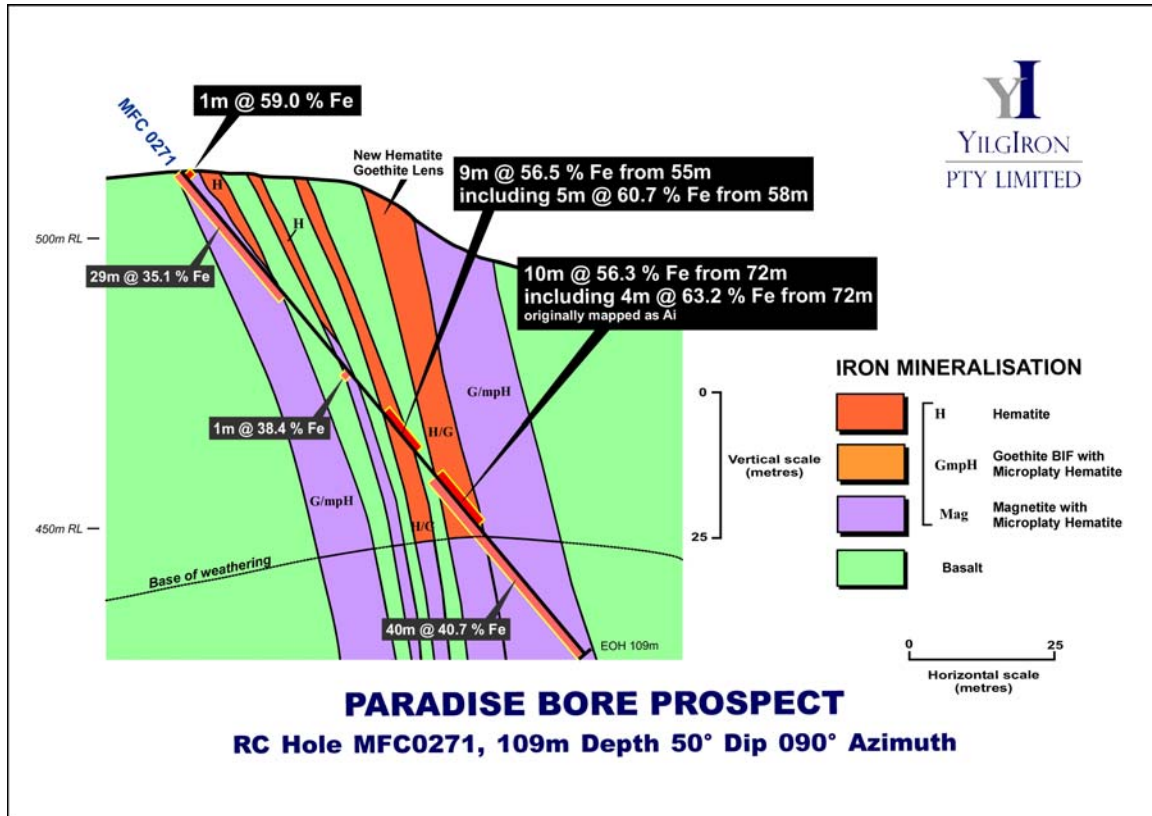 YI
YILGIRON
PTY LIMITED
MFC 0271
1m @ 59.0 % Fe
New Hematite
Goethite Lens
9m @ 56.5 % Fe from 55m
including 5m @ 60.7 % Fe from 58m
H
H
500m RL
29m @ 35.1 % Fe
10m @ 56.3 % Fe from 72m
including 4m @ 63.2 % Fe from 72m
originally mapped as Ai
G/mpH
1m @ 38.4 % Fe
H/G
G/mpH
H/G
450m RL
Base of weathering
40m @ 40.7 % Fe
EOH 109m
0
Vertical scale
(metres)
25
IRON MINERALISATION
H Hematite
GmpH Goethite BIF with
Microplaty Hematite
Mag Magnetite with
Microplaty Hematite
Basalt
0 25
Horizontal scale
(metres)
PARADISE BORE PROSPECT
RC Hole MFC0271, 109m Depth 50° Dip 090° Azimuth